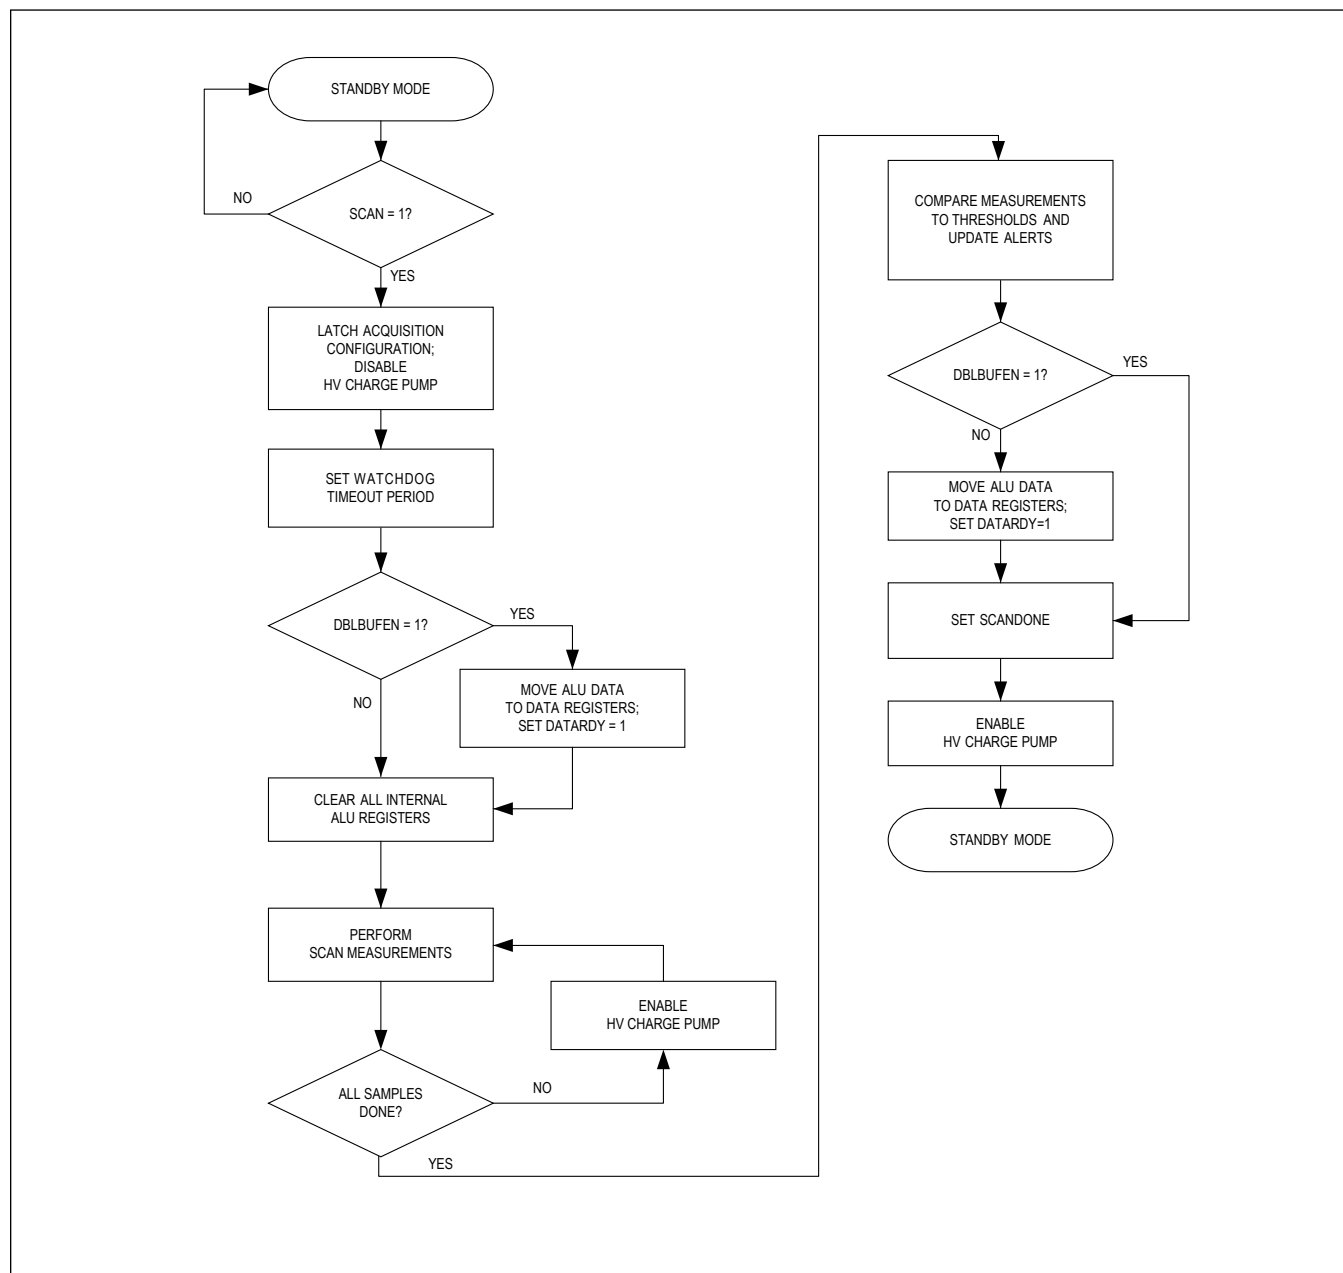 STANDBY MODE
SCAN = 1?
NO
YES
LATCH ACQUISITION
CONFIGURATION;
DISABLE
HV CHARGE PUMP
SET WATCHDOG
TIMEOUT PERIOD
DBLBUFEN = 1?
YES
NO
MOVE ALU DATA
TO DATA REGISTERS;
SET DATARDY = 1
CLEAR ALL INTERNAL
ALU REGISTERS
PERFORM
SCAN MEASUREMENTS
ENABLE
HV CHARGE PUMP
ALL SAMPLES
DONE?
NO
YES
COMPARE MEASUREMENTS
TO THRESHOLDS AND
UPDATE ALERTS
DBLBUFEN = 1?
YES
NO
MOVE ALU DATA
TO DATA REGISTERS;
SET DATARDY=1
SET SCANDONE
ENABLE
HV CHARGE PUMP
STANDBY MODE